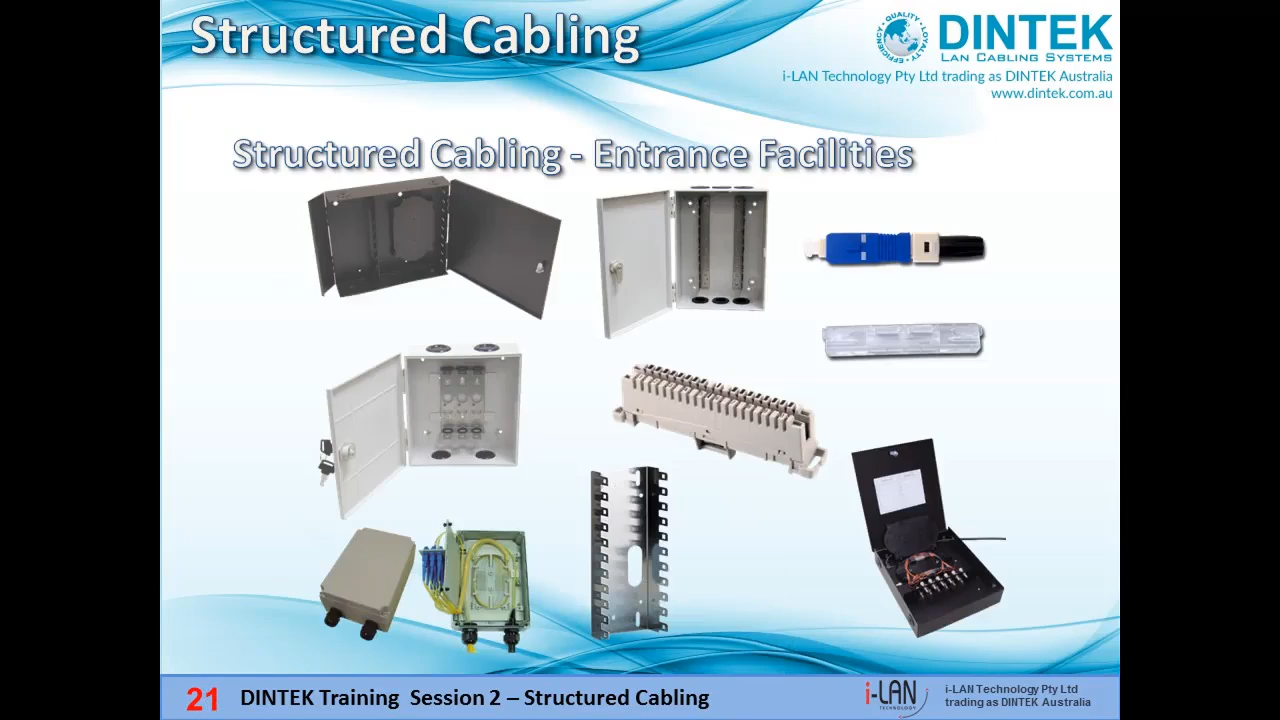 Structured Cabling
QUALITY
LOYALTY
EFFICIENCY
DINTEK
LAN CABLING SYSTEMS
i-LAN Technology Pty Ltd trading as DINTEK Australia
www.dintek.com.au
Structured Cabling - Entrance Facilities
21
DINTEK Training Session 2 – Structured Cabling
i-LAN
TECHNOLOGY
i-LAN Technology Pty Ltd
trading as DINTEK Australia